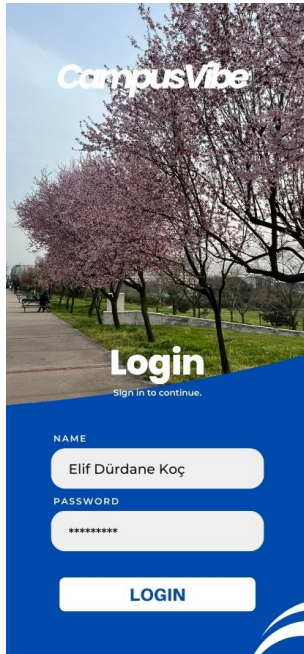 CampusVibe
Login
Sign in to continue.
NAME
Elif Dürdane Koç
PASSWORD
*********
LOGIN